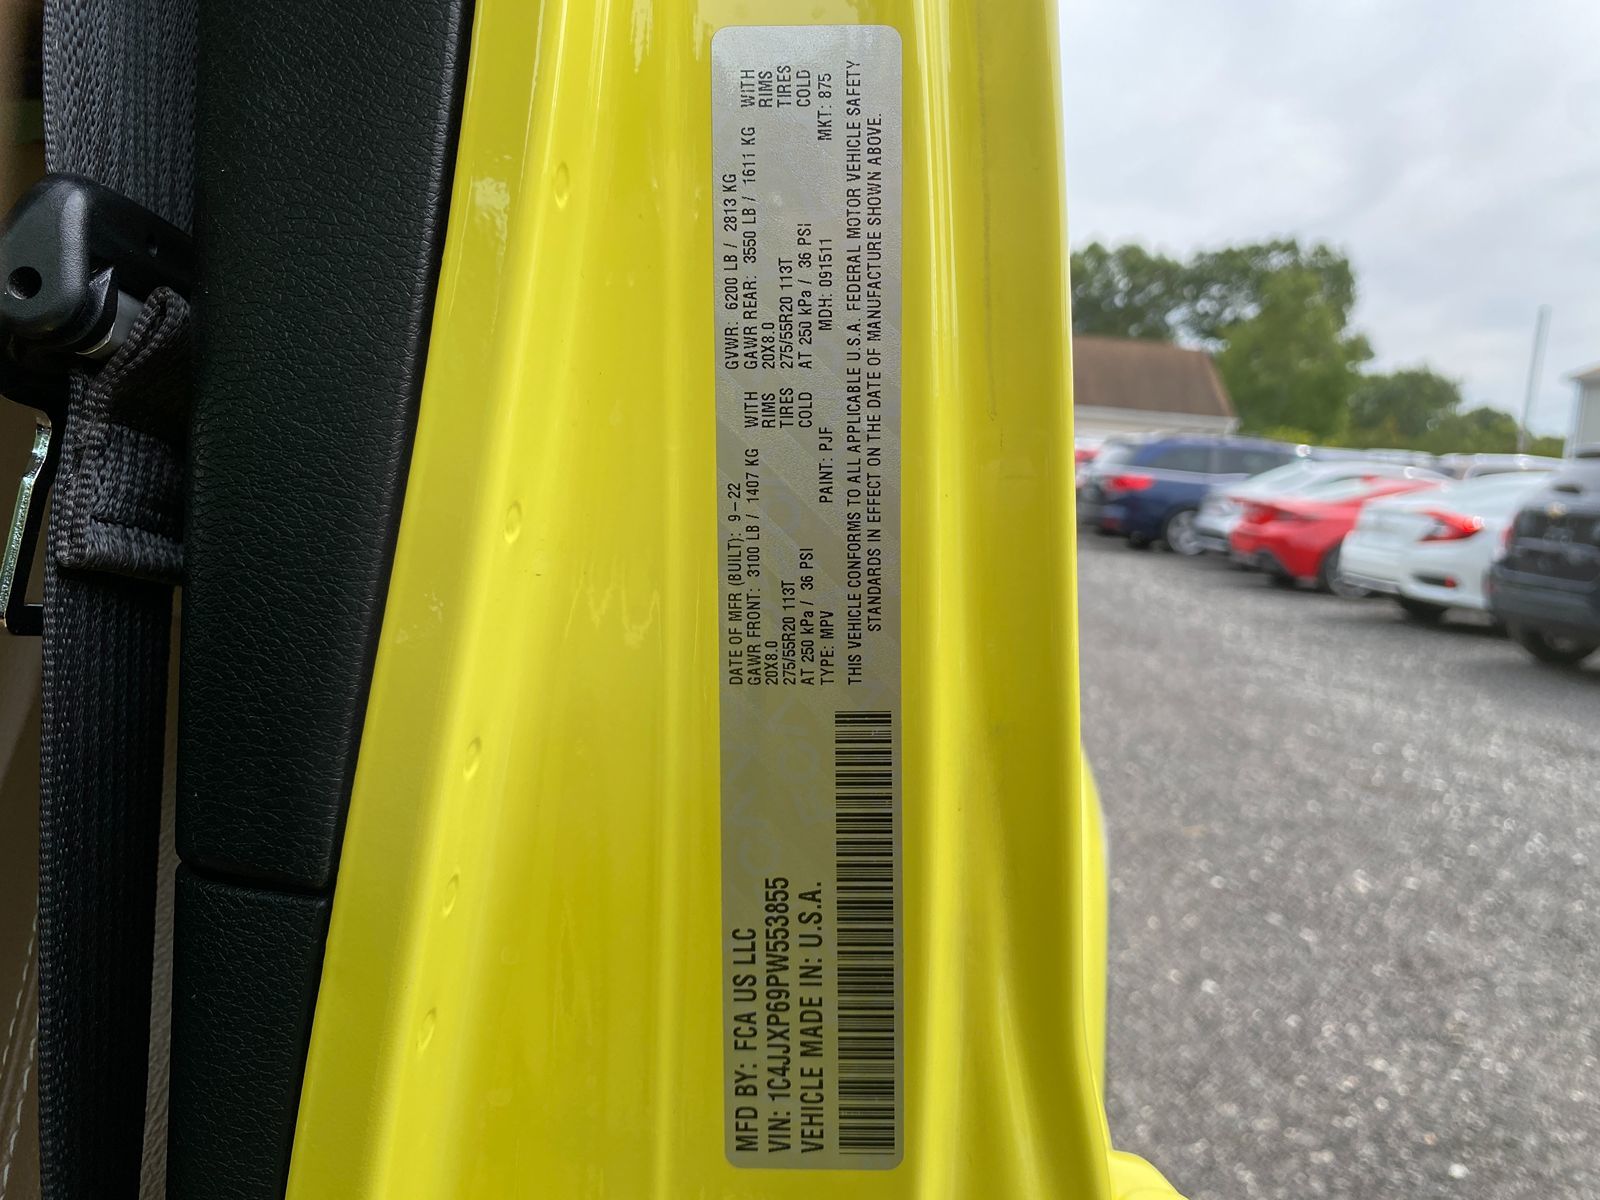 MFD BY: FCA US LLC
VIN: 1C4JJXP69PW553855
VEHICLE MADE IN: U.S.A.
DATE OF MFR (BUILT): 9-22 GVWR: 6200 LB / 2813 KG
GAWR FRONT: 3100 LB / 1407 KG WITH GAWR REAR: 3550 LB / 1611 KG WITH
20X8.0 RIMS 20X8.0 RIMS
275/55R20 113T TIRES 275/55R20 113T TIRES
AT 250 kPa / 36 PSI COLD AT 250 kPa / 36 PSI COLD
TYPE: MPV PAINT: PJF MDH: 091511 MKT: 875
THIS VEHICLE CONFORMS TO ALL APPLICABLE U.S.A. FEDERAL MOTOR VEHICLE SAFETY
STANDARDS IN EFFECT ON THE DATE OF MANUFACTURE SHOWN ABOVE.